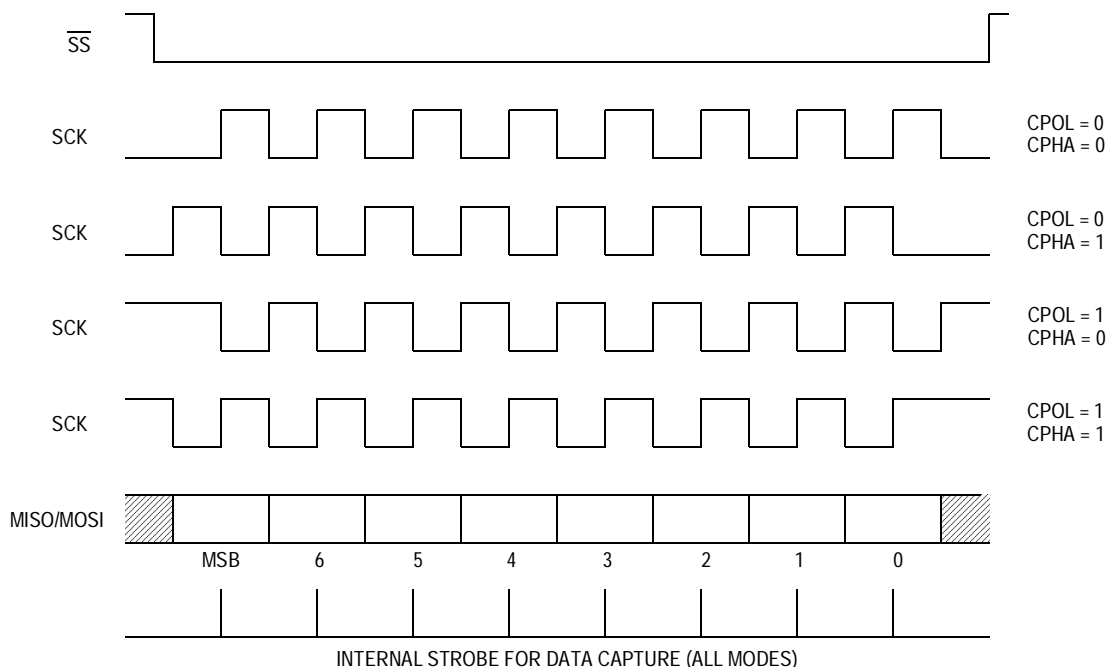 SS
SCK
CPOL = 0
CPHA = 0
SCK
CPOL = 0
CPHA = 1
SCK
CPOL = 1
CPHA = 0
SCK
CPOL = 1
CPHA = 1
MISO/MOSI
MSB 6 5 4 3 2 1 0
INTERNAL STROBE FOR DATA CAPTURE (ALL MODES)